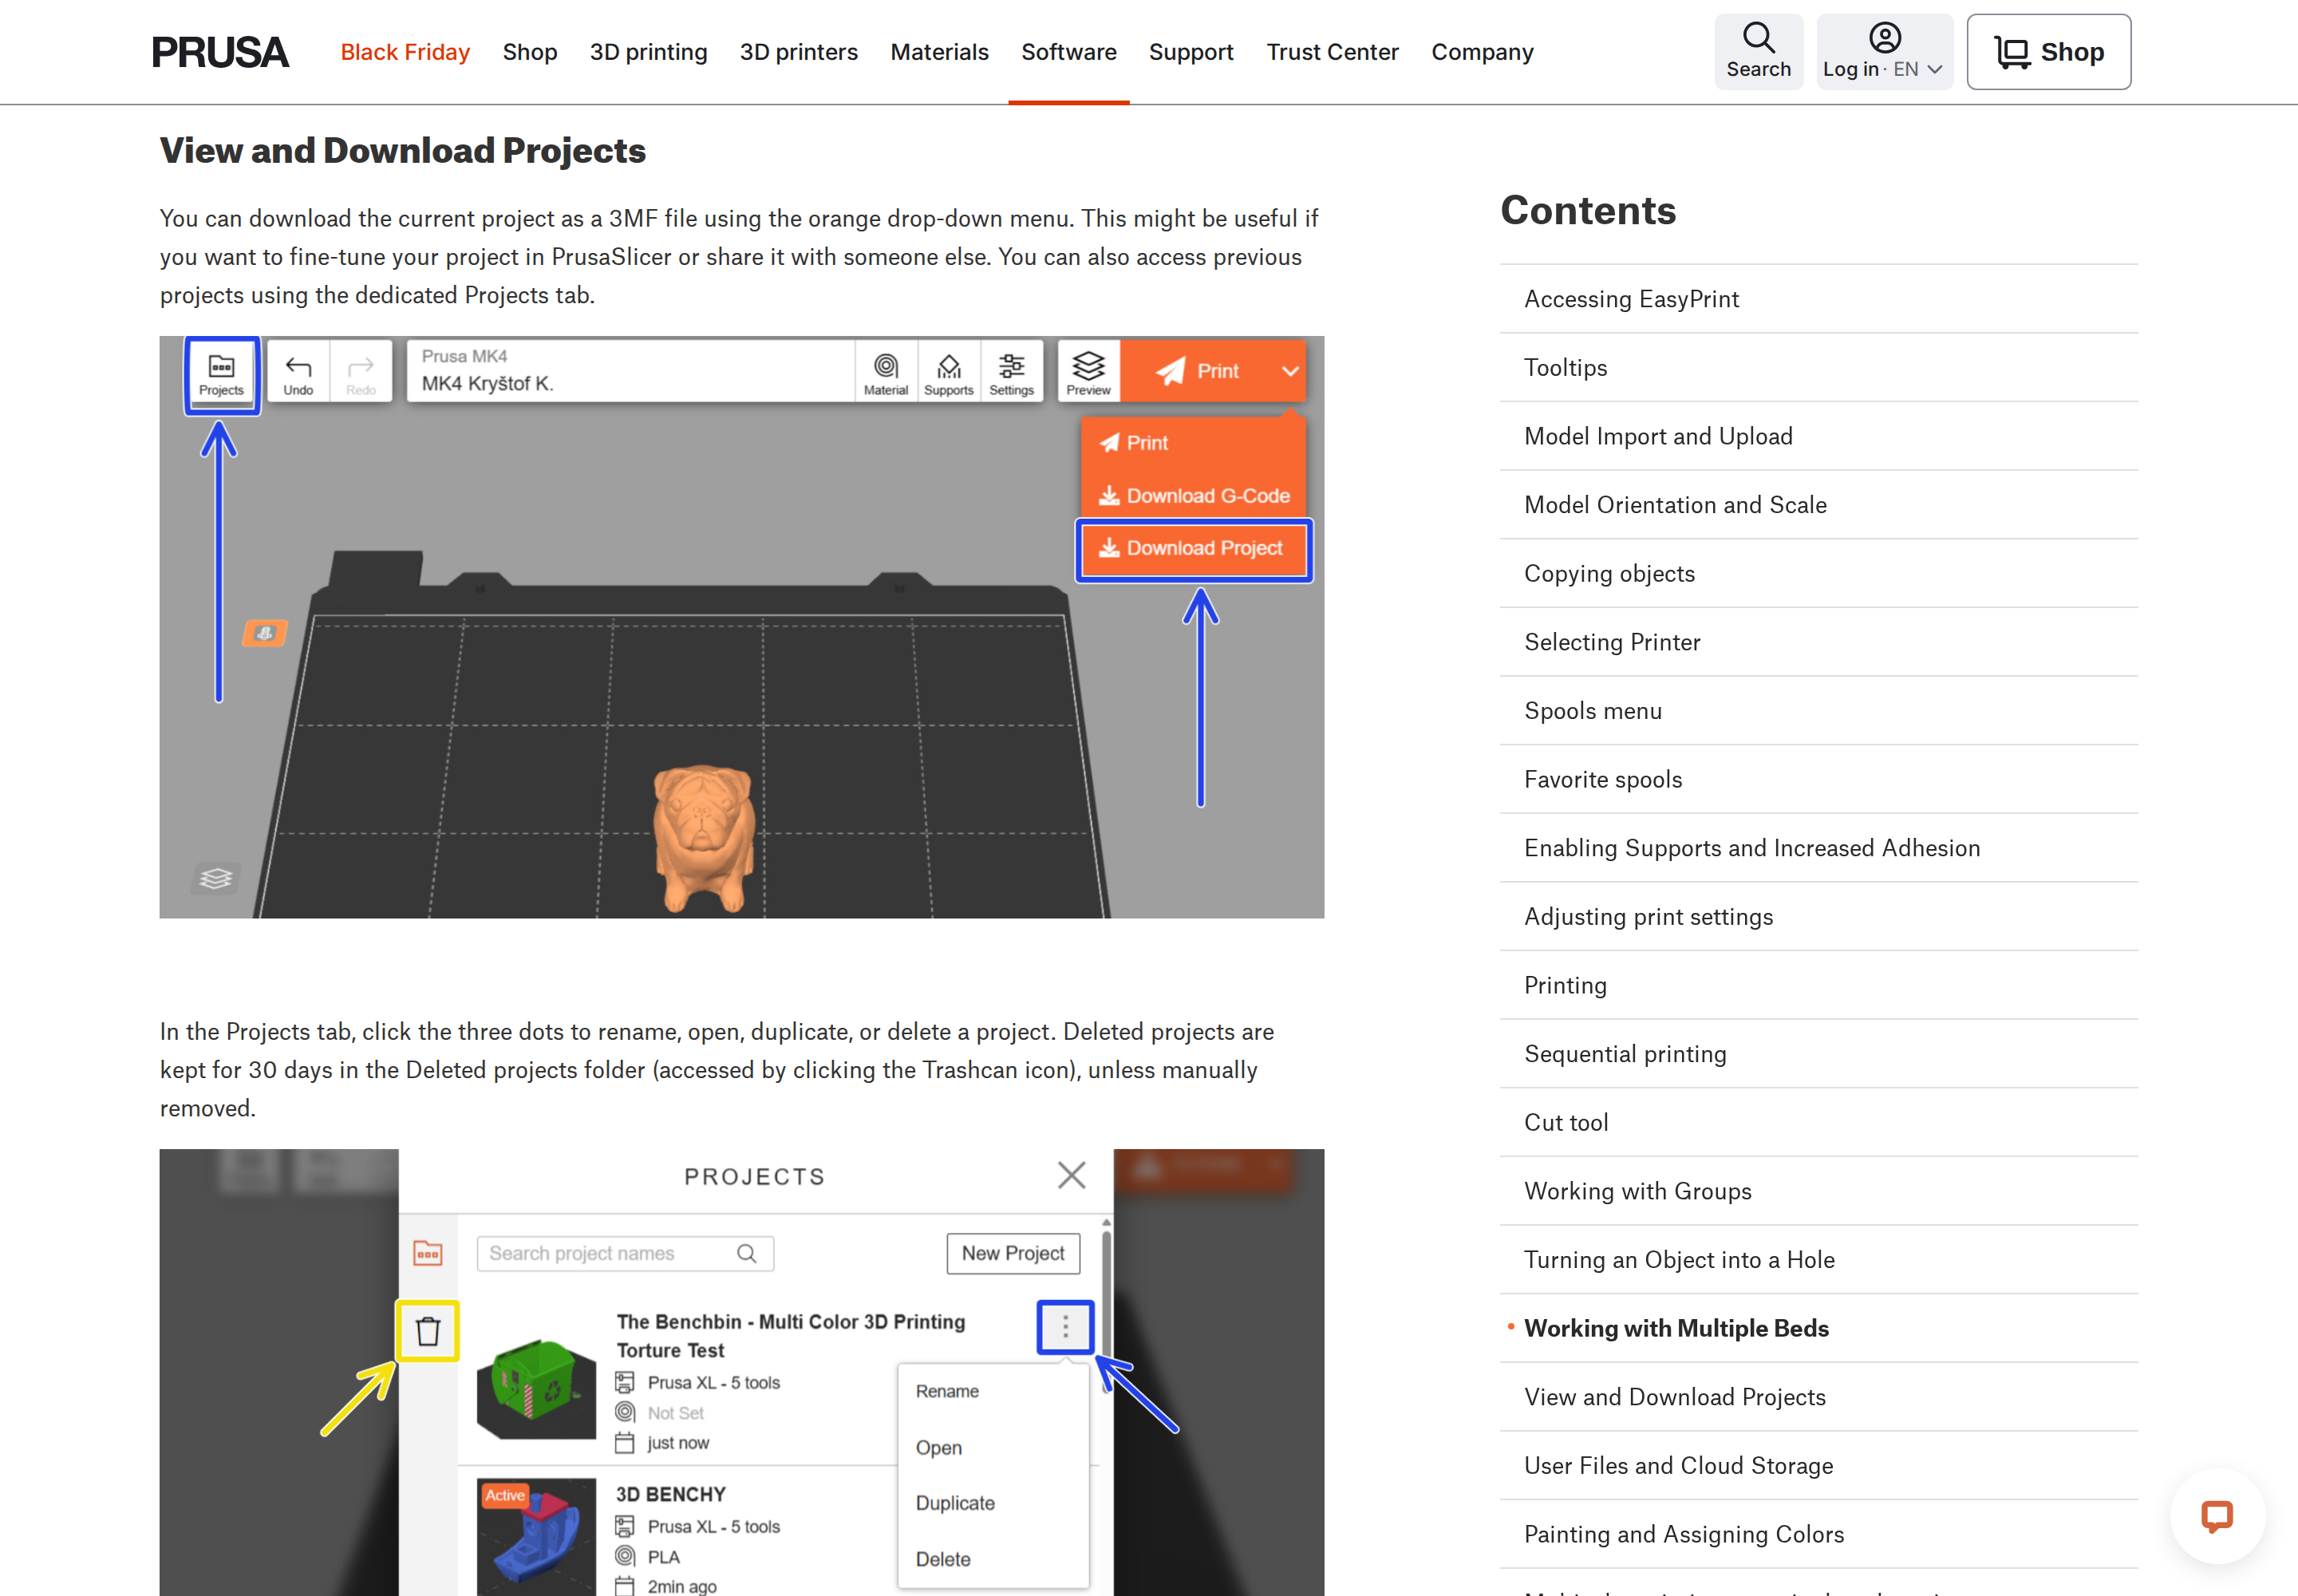 PRUSA
Black Friday
Shop
3D printing
3D printers
Materials
Software
Support
Trust Center
Company
Search
Log in · EN
Shop
View and Download Projects
You can download the current project as a 3MF file using the orange drop-down menu. This might be useful if
you want to fine-tune your project in PrusaSlicer or share it with someone else. You can also access previous
projects using the dedicated Projects tab.
Projects
Undo
Redo
Prusa MK4
MK4 Kryštof K.
Material
Supports
Settings
Preview
Print
Print
Download G-Code
Download Project
In the Projects tab, click the three dots to rename, open, duplicate, or delete a project. Deleted projects are
kept for 30 days in the Deleted projects folder (accessed by clicking the Trashcan icon), unless manually
removed.
PROJECTS
Search project names
New Project
The Benchbin - Multi Color 3D Printing
Torture Test
Prusa XL - 5 tools
Not Set
just now
Rename
Open
Duplicate
Delete
Active
3D BENCHY
Prusa XL - 5 tools
PLA
2min ago
Contents
Accessing EasyPrint
Tooltips
Model Import and Upload
Model Orientation and Scale
Copying objects
Selecting Printer
Spools menu
Favorite spools
Enabling Supports and Increased Adhesion
Adjusting print settings
Printing
Sequential printing
Cut tool
Working with Groups
Turning an Object into a Hole
Working with Multiple Beds
View and Download Projects
User Files and Cloud Storage
Painting and Assigning Colors